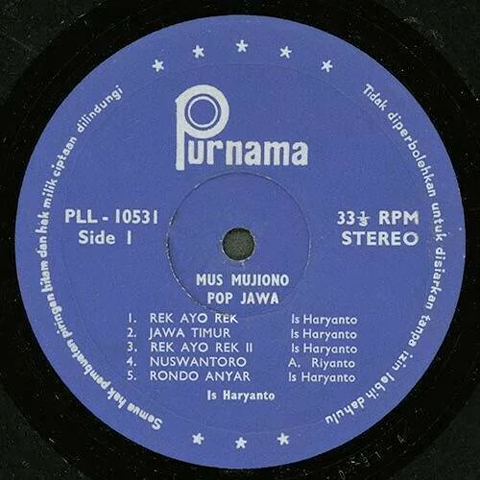 Purnama
PLL - 10531
Side 1
33⅓ RPM
STEREO
MUS MUJIONO
POP JAWA
1. REK AYO REK Is Haryanto
2. JAWA TIMUR Is Haryanto
3. REK AYO REK II Is Haryanto
4. NUSWANTORO A. Riyanto
5. RONDO ANYAR Is Haryanto
Is Haryanto
Semua hak pembuatan piringan hitam dan hak milik ciptaan dilindungi
Tidak diperbolehkan untuk disiarkan tanpa izin lebih dahulu